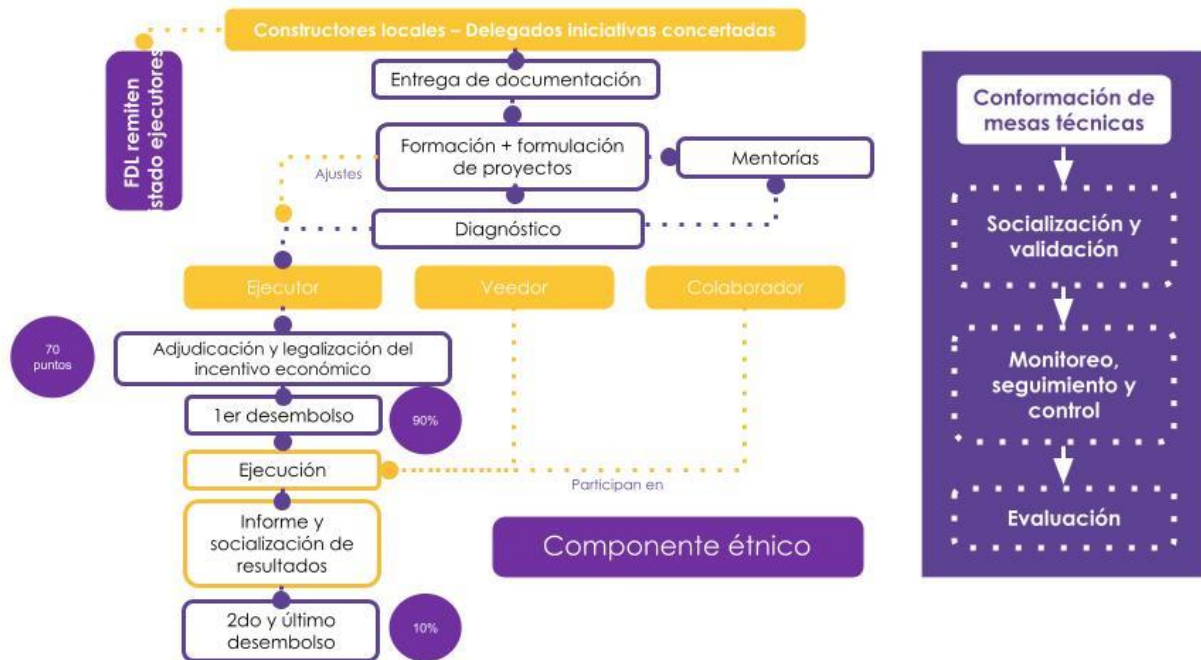 Constructores locales – Delegados iniciativas concertadas
FDL remiten
istado ejecutores
Entrega de documentación
Formación + formulación
de proyectos
Mentorías
Ajustes
Diagnóstico
Ejecutor
Veedor
Colaborador
70
puntos
Adjudicación y legalización del
incentivo económico
1er desembolso
90%
Ejecución
Participan en
Informe y
socialización de
resultados
Componente étnico
2do y último
desembolso
10%
Conformación de
mesas técnicas
Socialización y
validación
Monitoreo,
seguimiento y
control
Evaluación